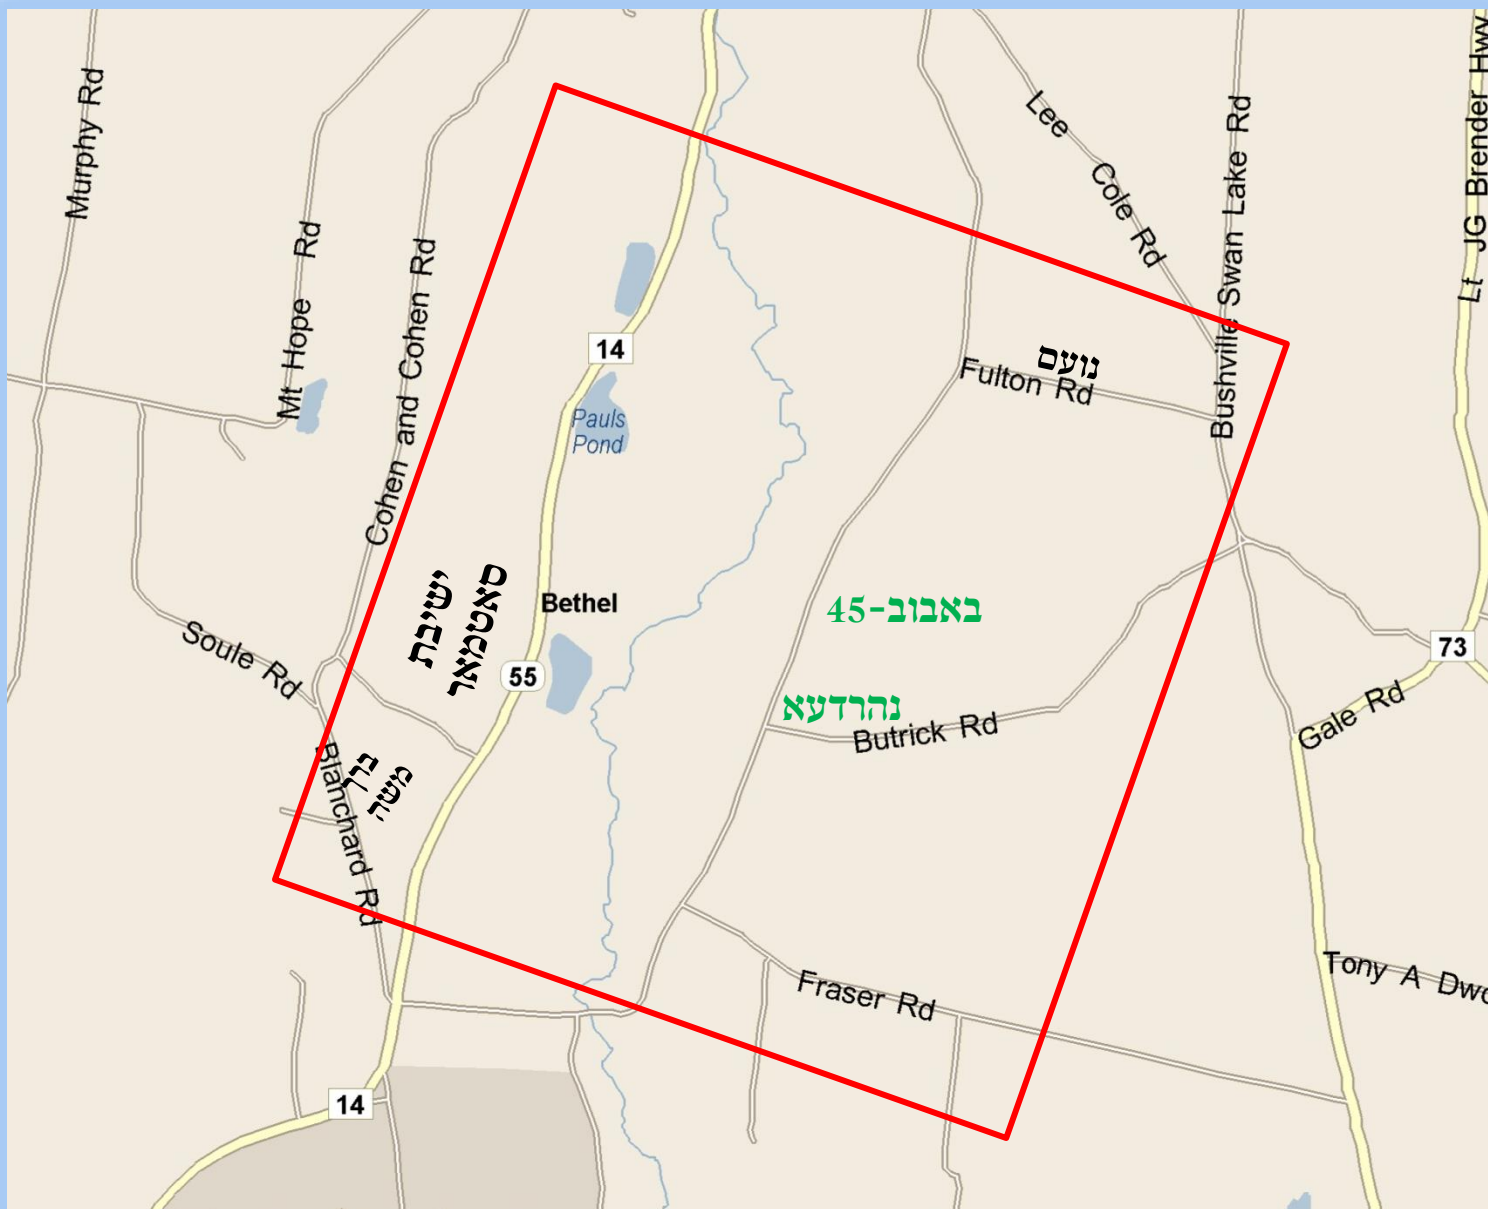 Murphy Rd
Mt Hope Rd
Cohen and Cohen Rd
Lee Cole Rd
Bushville Swan Lake Rd
Lt JG Brender Hwy
14
נועם
Fulton Rd
Pauls
Pond
ישיבת
סאטמאר
Bethel
באבוב-45
Soule Rd
55
73
נהרדעא
Butrick Rd
Gale Rd
משה
Blanchard Rd
Fraser Rd
Tony A Dwo
14